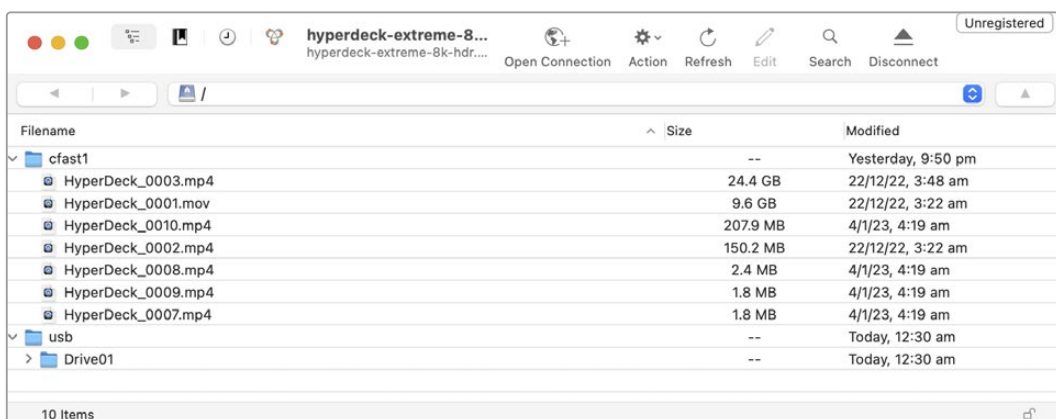 Unregistered
hyperdeck-extreme-8...
hyperdeck-extreme-8k-hdr....
Open Connection Action Refresh Edit Search Disconnect
/
Filename Size Modified
cfast1 -- Yesterday, 9:50 pm
HyperDeck_0003.mp4 24.4 GB 22/12/22, 3:48 am
HyperDeck_0001.mov 9.6 GB 22/12/22, 3:22 am
HyperDeck_0010.mp4 207.9 MB 4/1/23, 4:19 am
HyperDeck_0002.mp4 150.2 MB 22/12/22, 3:22 am
HyperDeck_0008.mp4 2.4 MB 4/1/23, 4:19 am
HyperDeck_0009.mp4 1.8 MB 4/1/23, 4:19 am
HyperDeck_0007.mp4 1.8 MB 4/1/23, 4:19 am
usb -- Today, 12:30 am
Drive01 -- Today, 12:30 am
10 Items